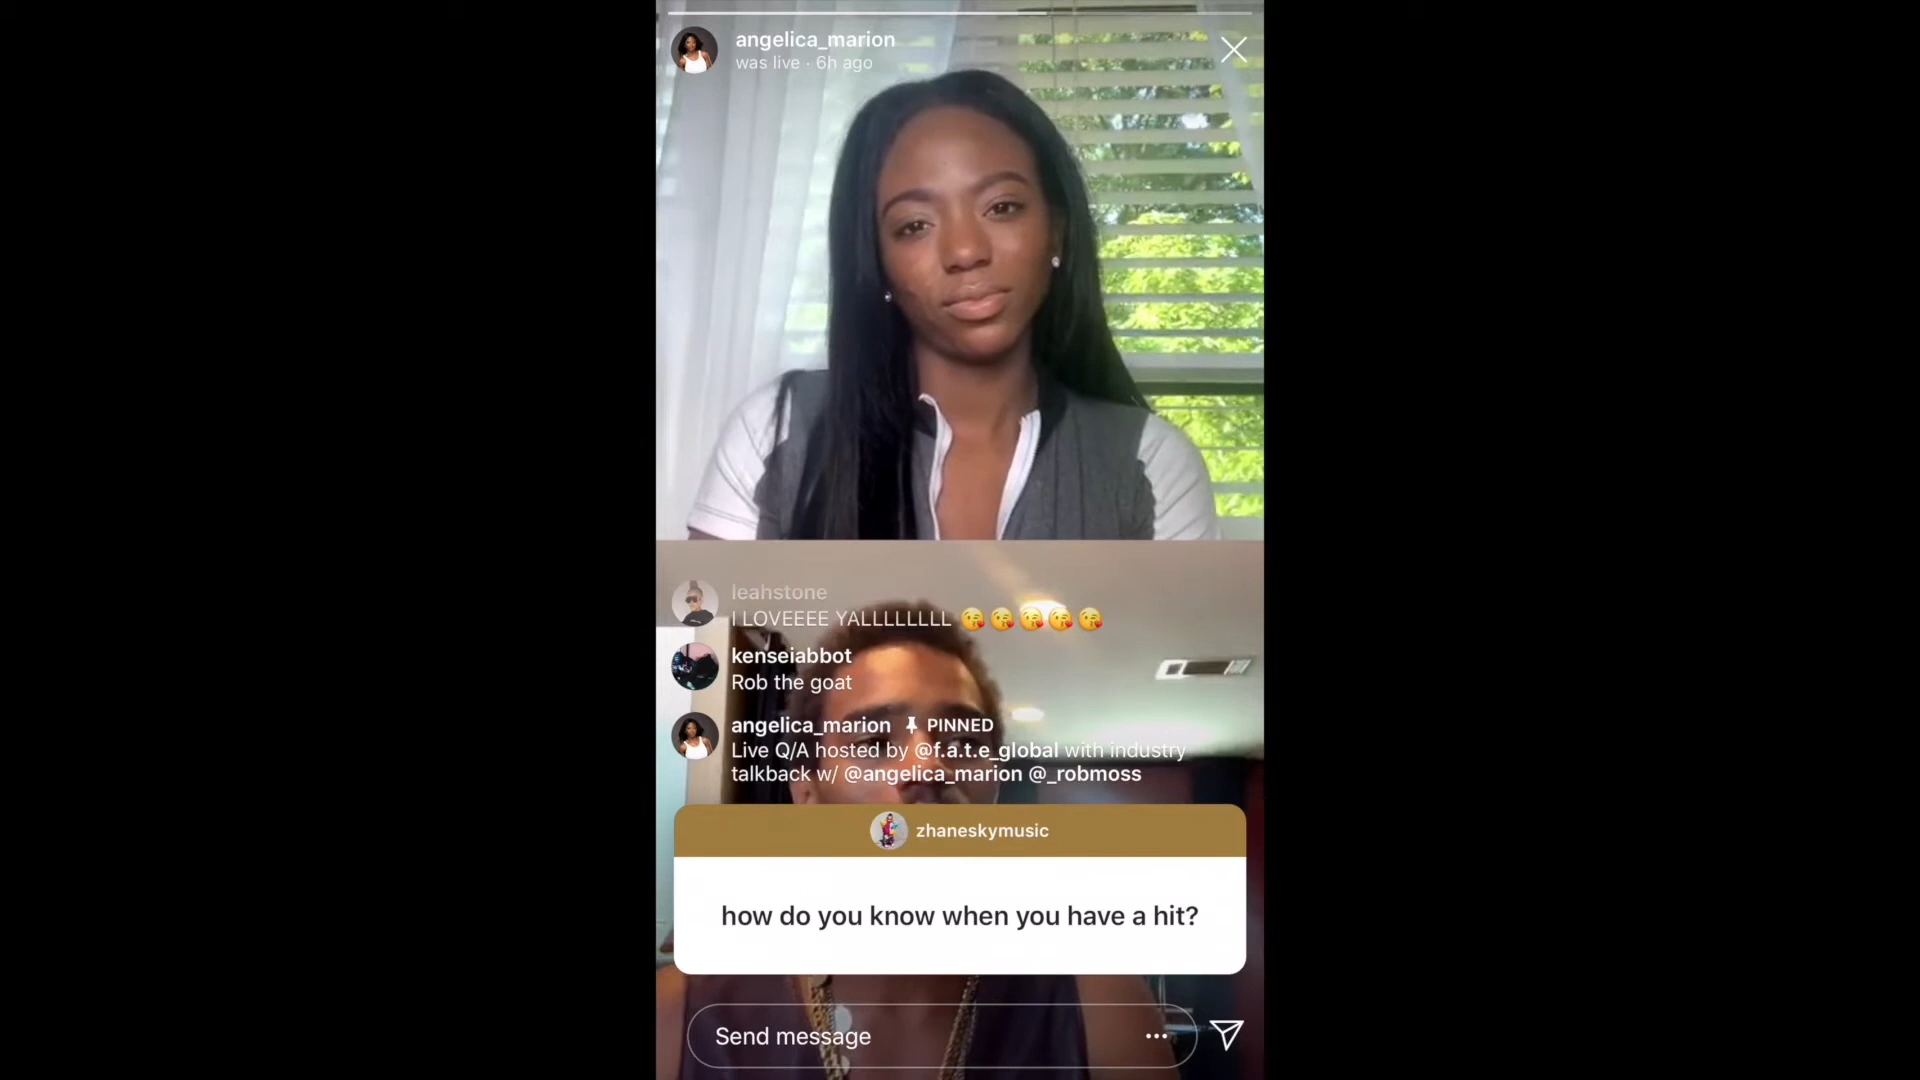 angelica_marion
was live · 6h ago
leahstone
I LOVEEEE YALLLLLLLL 😘😘😘😘😘
kenseiabbot
Rob the goat
angelica_marion PINNED
Live Q/A hosted by @f.a.t.e_global with industry
talkback w/ @angelica_marion @_robmoss
zhaneskymusic
how do you know when you have a hit?
Send message